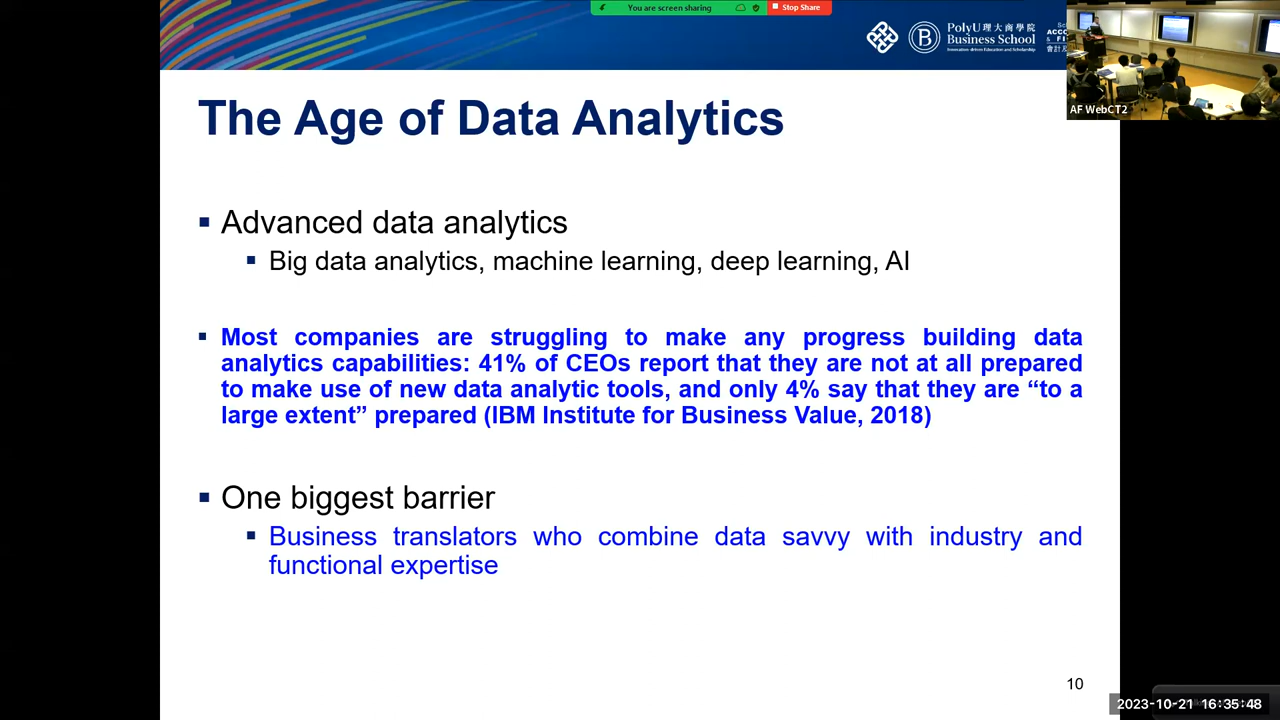 You are screen sharing
Stop Share
PolyU 理大商學院
Business School
Innovation-driven Education and Scholarship
ACCO
& FI
會計及
AF WebCT2
The Age of Data Analytics
Advanced data analytics
Big data analytics, machine learning, deep learning, AI
Most companies are struggling to make any progress building data
analytics capabilities: 41% of CEOs report that they are not at all prepared
to make use of new data analytic tools, and only 4% say that they are “to a
large extent” prepared (IBM Institute for Business Value, 2018)
One biggest barrier
Business translators who combine data savvy with industry and
functional expertise
10
2023-10-21 16:35:48